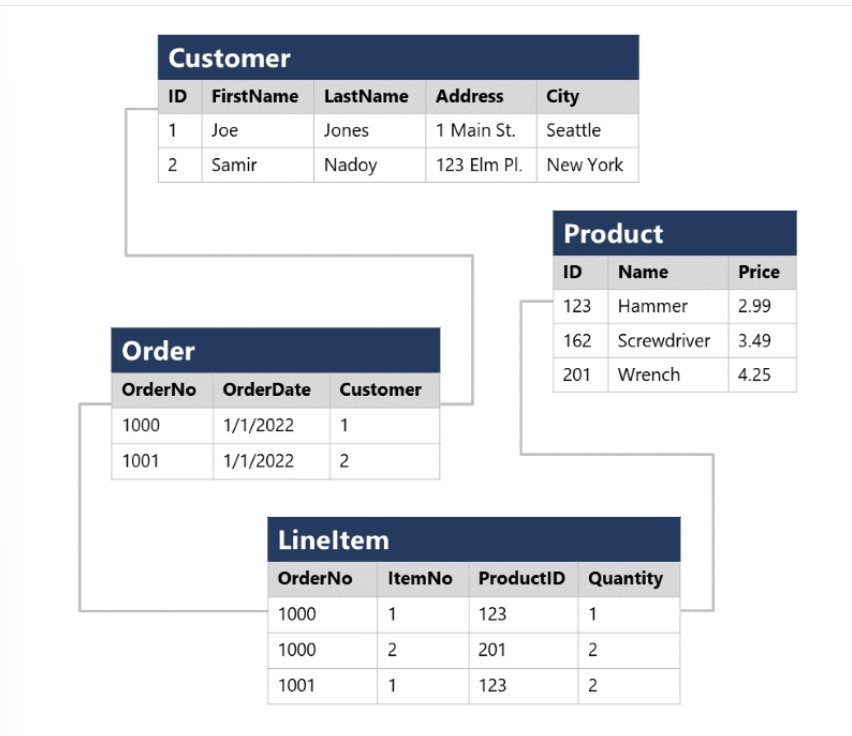 Customer
ID FirstName LastName Address City
1 Joe Jones 1 Main St. Seattle
2 Samir Nadoy 123 Elm Pl. New York
Product
ID Name Price
123 Hammer 2.99
162 Screwdriver 3.49
201 Wrench 4.25
Order
OrderNo OrderDate Customer
1000 1/1/2022 1
1001 1/1/2022 2
LineItem
OrderNo ItemNo ProductID Quantity
1000 1 123 1
1000 2 201 2
1001 1 123 2